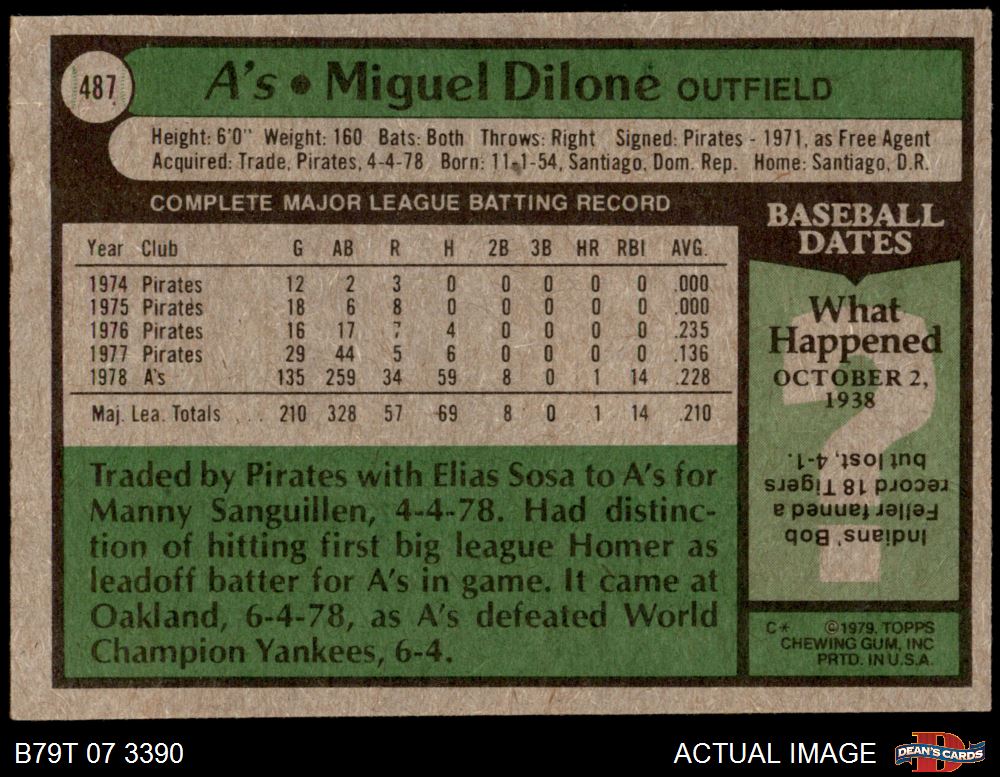 487
A's • Miguel Dilone OUTFIELD
Height: 6'0" Weight: 160 Bats: Both Throws: Right Signed: Pirates - 1971, as Free Agent
Acquired: Trade, Pirates, 4-4-78 Born: 11-1-54, Santiago, Dom. Rep. Home: Santiago, D.R.
COMPLETE MAJOR LEAGUE BATTING RECORD
Year Club G AB R H 2B 3B HR RBI AVG.
1974 Pirates 12 2 3 0 0 0 0 0 .000
1975 Pirates 18 6 8 0 0 0 0 0 .000
1976 Pirates 16 17 7 4 0 0 0 0 .235
1977 Pirates 29 44 5 6 0 0 0 0 .136
1978 A's 135 259 34 59 8 0 1 14 .228
Maj. Lea. Totals . . . 210 328 57 69 8 0 1 14 .210
Traded by Pirates with Elias Sosa to A's for
Manny Sanguillen, 4-4-78. Had distinc-
tion of hitting first big league Homer as
leadoff batter for A's in game. It came at
Oakland, 6-4-78, as A's defeated World
Champion Yankees, 6-4.
BASEBALL
DATES
What
Happened
OCTOBER 2,
1938
?
Indians' Bob
Feller fanned a
record 18 Tigers
but lost, 4-1.
C* ©1979, TOPPS
CHEWING GUM, INC
PRTD. IN U.S.A.
B79T 07 3390
ACTUAL IMAGE
D
DEAN'S CARDS